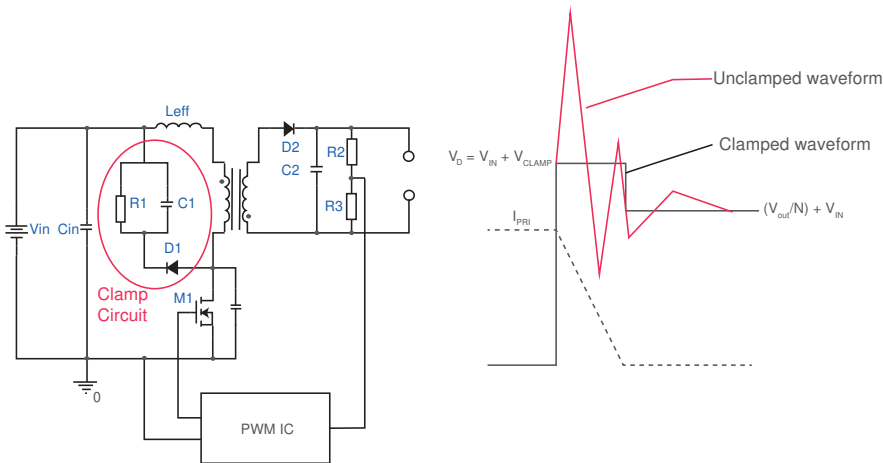 Leff
D2
R2
C2
R1
C1
R3
Vin
Cin
D1
Clamp
Circuit
M1
0
PWM IC
Unclamped waveform
Clamped waveform
V_D = V_IN + V_CLAMP
I_PRI
(V_out/N) + V_IN